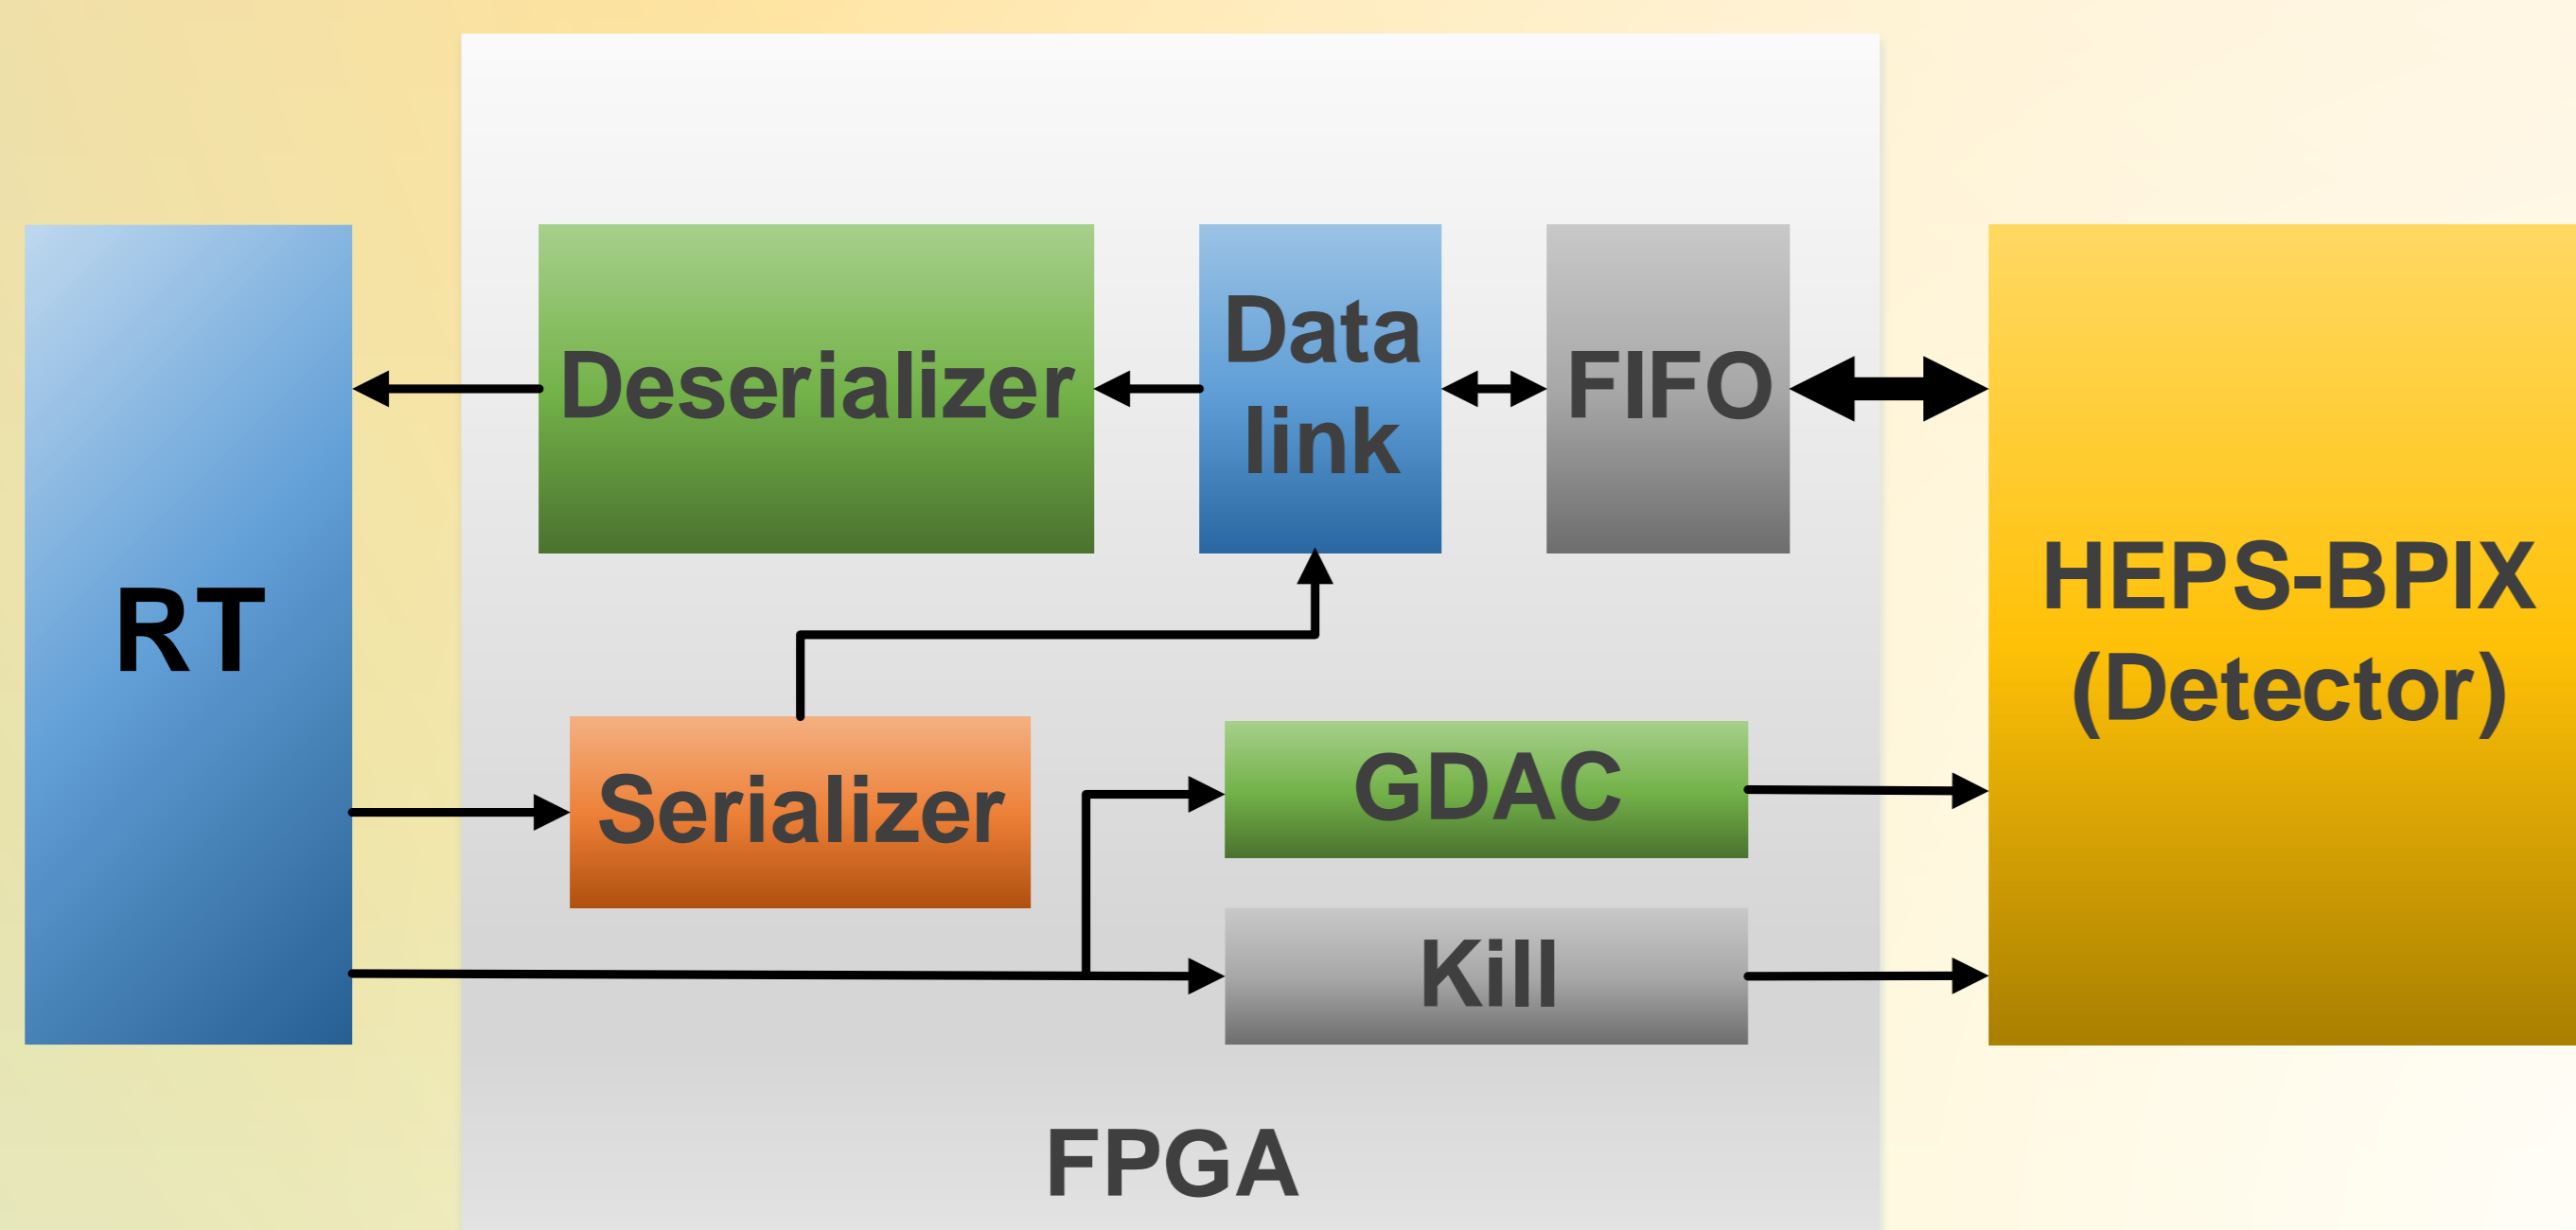 RT
Deserializer
Data
link
FIFO
HEPS-BPIX
(Detector)
Serializer
GDAC
Kill
FPGA